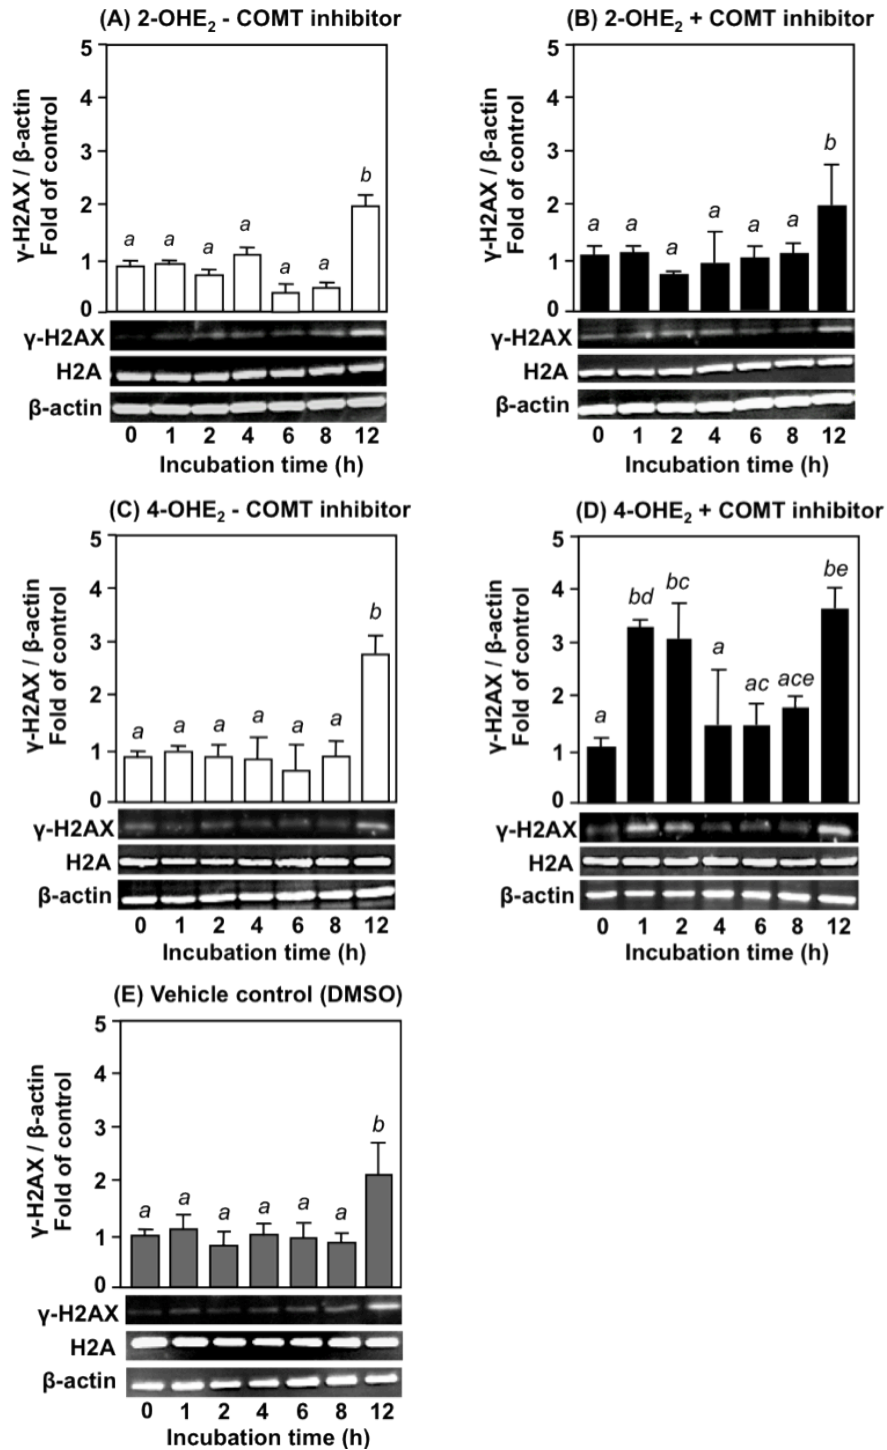 (A) 2-OHE₂ - COMT inhibitor
γ-H2AX / β-actin
Fold of control
5
4
3
2
1
0
a
a
a
a
a
a
b
γ-H2AX
H2A
β-actin
0 1 2 4 6 8 12
Incubation time (h)
(B) 2-OHE₂ + COMT inhibitor
γ-H2AX / β-actin
Fold of control
5
4
3
2
1
0
a
a
a
a
a
a
b
γ-H2AX
H2A
β-actin
0 1 2 4 6 8 12
Incubation time (h)
(C) 4-OHE₂ - COMT inhibitor
γ-H2AX / β-actin
Fold of control
5
4
3
2
1
0
a
a
a
a
a
a
b
γ-H2AX
H2A
β-actin
0 1 2 4 6 8 12
Incubation time (h)
(D) 4-OHE₂ + COMT inhibitor
γ-H2AX / β-actin
Fold of control
5
4
3
2
1
0
a
bd
bc
a
ac
ace
be
γ-H2AX
H2A
β-actin
0 1 2 4 6 8 12
Incubation time (h)
(E) Vehicle control (DMSO)
γ-H2AX / β-actin
Fold of control
5
4
3
2
1
0
a
a
a
a
a
a
b
γ-H2AX
H2A
β-actin
0 1 2 4 6 8 12
Incubation time (h)